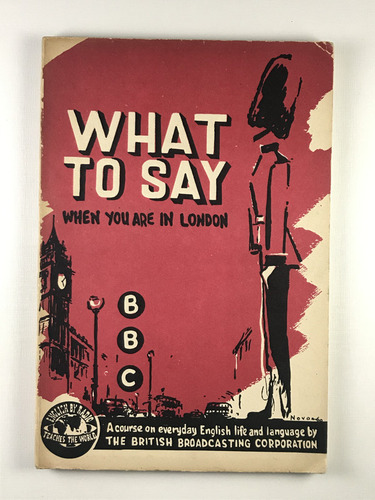 WHAT
TO SAY
WHEN YOU ARE IN LONDON
B
B
C
NOVOAE
ENGLISH BY RADIO
TEACHES THE WORLD
A course on everyday English life and language by
THE BRITISH BROADCASTING CORPORATION